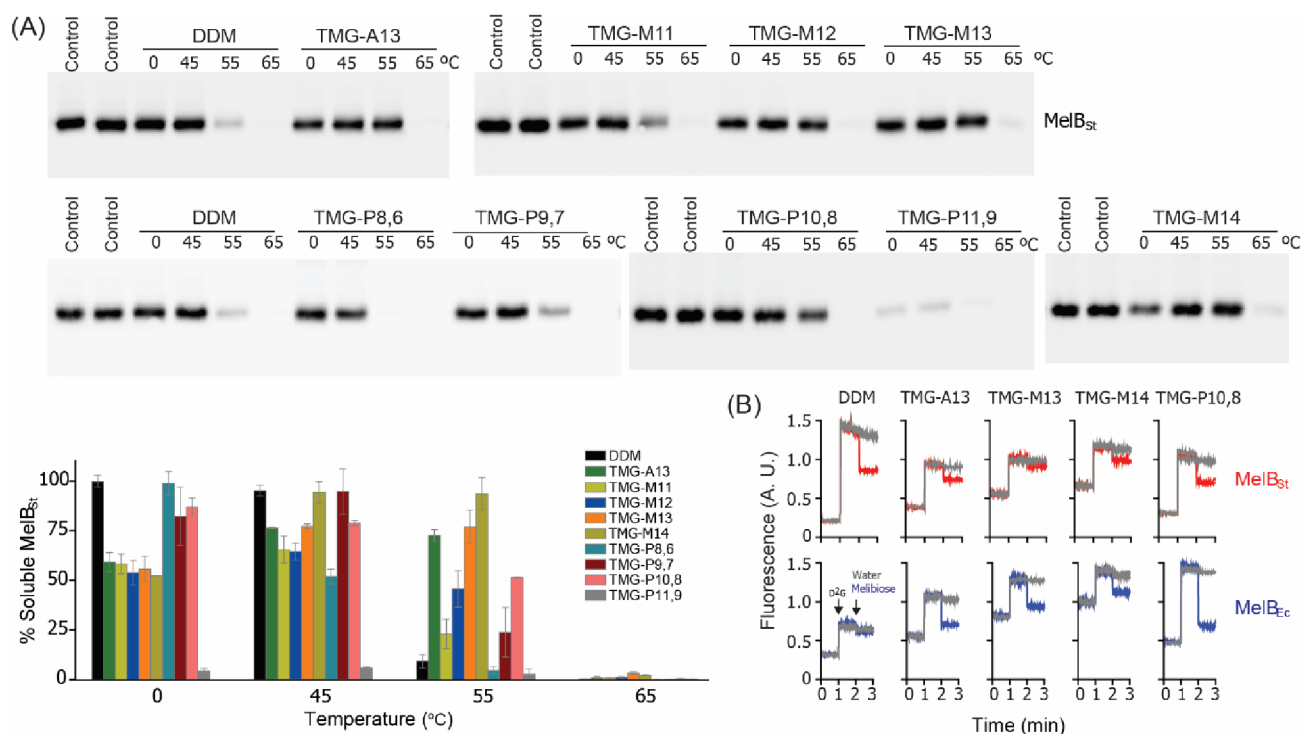 (A)
Control Control DDM TMG-A13
0 45 55 65 0 45 55 65 ºC
Control Control TMG-M11 TMG-M12 TMG-M13
0 45 55 65 0 45 55 65 0 45 55 65 ºC
MelBSt
Control Control DDM TMG-P8,6 TMG-P9,7
0 45 55 65 0 45 55 65 0 45 55 65 ºC
Control Control TMG-P10,8 TMG-P11,9
0 45 55 65 0 45 55 65 ºC
Control Control TMG-M14
0 45 55 65 ºC
% Soluble MelBSt
100
75
50
25
0
DDM
TMG-A13
TMG-M11
TMG-M12
TMG-M13
TMG-M14
TMG-P8,6
TMG-P9,7
TMG-P10,8
TMG-P11,9
0 45 55 65
Temperature (ºC)
(B)
DDM TMG-A13 TMG-M13 TMG-M14 TMG-P10,8
Fluorescence (A. U.)
1.5
1.0
0.5
0
MelBSt
1.5
1.0
0.5
0
D²G
Water
Melibiose
MelBEc
0 1 2 3 0 1 2 3 0 1 2 3 0 1 2 3 0 1 2 3
Time (min)